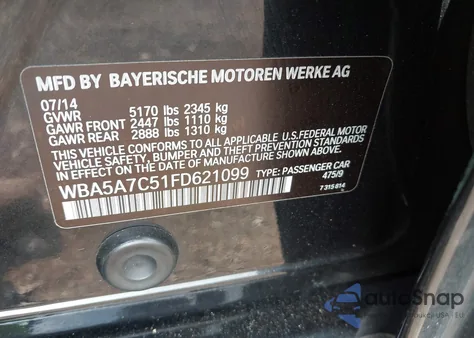 MFD BY BAYERISCHE MOTOREN WERKE AG
07/14
GVWR 5170 lbs 2345 kg
GAWR FRONT 2447 lbs 1110 kg
GAWR REAR 2888 lbs 1310 kg
THIS VEHICLE CONFORMS TO ALL APPLICABLE U.S.FEDERAL MOTOR
VEHICLE SAFETY, BUMPER, AND THEFT PREVENTION STANDARDS
IN EFFECT ON THE DATE OF MANUFACTURE SHOWN ABOVE.
WBA5A7C51FD621099 TYPE: PASSENGER CAR
475/9
7 315 814
autoSnap